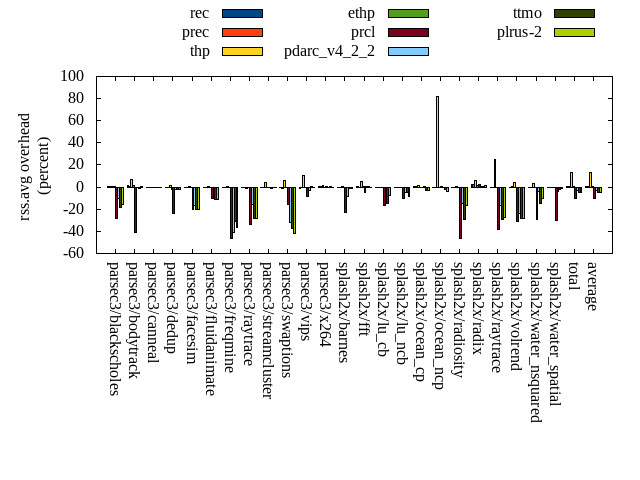 rec ethp ttmo
prec prcl plrus-2
thp pdarc_v4_2_2
rss.avg overhead
(percent)
100
80
60
40
20
0
-20
-40
-60
parsec3/blackscholes
parsec3/bodytrack
parsec3/canneal
parsec3/dedup
parsec3/facesim
parsec3/fluidanimate
parsec3/freqmine
parsec3/raytrace
parsec3/streamcluster
parsec3/swaptions
parsec3/vips
parsec3/x264
splash2x/barnes
splash2x/fft
splash2x/lu_cb
splash2x/lu_ncb
splash2x/ocean_cp
splash2x/ocean_ncp
splash2x/radiosity
splash2x/radix
splash2x/raytrace
splash2x/volrend
splash2x/water_nsquared
splash2x/water_spatial
total
average